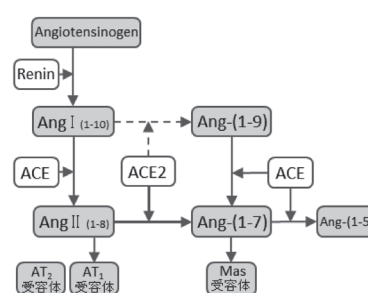 Angiotensinogen
Renin
Ang Ⅰ (1-10)
Ang-(1-9)
ACE
ACE2
ACE
Ang Ⅱ (1-8)
Ang-(1-7)
Ang-(1-5
AT₂
受容体
AT₁
受容体
Mas
受容体